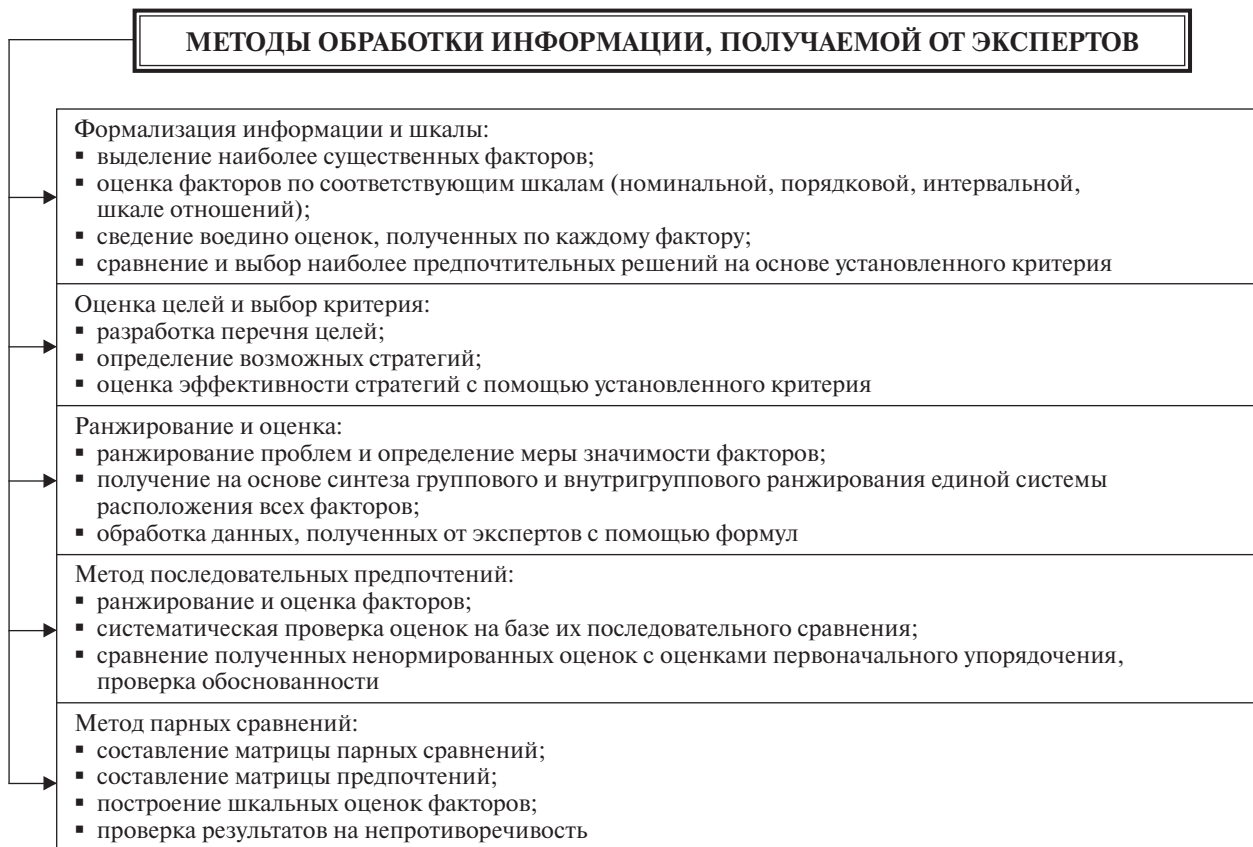 МЕТОДЫ ОБРАБОТКИ ИНФОРМАЦИИ, ПОЛУЧАЕМОЙ ОТ ЭКСПЕРТОВ
Формализация информации и шкалы:
▪ выделение наиболее существенных факторов;
▪ оценка факторов по соответствующим шкалам (номинальной, порядковой, интервальной,
шкале отношений);
▪ сведение воедино оценок, полученных по каждому фактору;
▪ сравнение и выбор наиболее предпочтительных решений на основе установленного критерия
Оценка целей и выбор критерия:
▪ разработка перечня целей;
▪ определение возможных стратегий;
▪ оценка эффективности стратегий с помощью установленного критерия
Ранжирование и оценка:
▪ ранжирование проблем и определение меры значимости факторов;
▪ получение на основе синтеза группового и внутригруппового ранжирования единой системы
расположения всех факторов;
▪ обработка данных, полученных от экспертов с помощью формул
Метод последовательных предпочтений:
▪ ранжирование и оценка факторов;
▪ систематическая проверка оценок на базе их последовательного сравнения;
▪ сравнение полученных ненормированных оценок с оценками первоначального упорядочения,
проверка обоснованности
Метод парных сравнений:
▪ составление матрицы парных сравнений;
▪ составление матрицы предпочтений;
▪ построение шкальных оценок факторов;
▪ проверка результатов на непротиворечивость